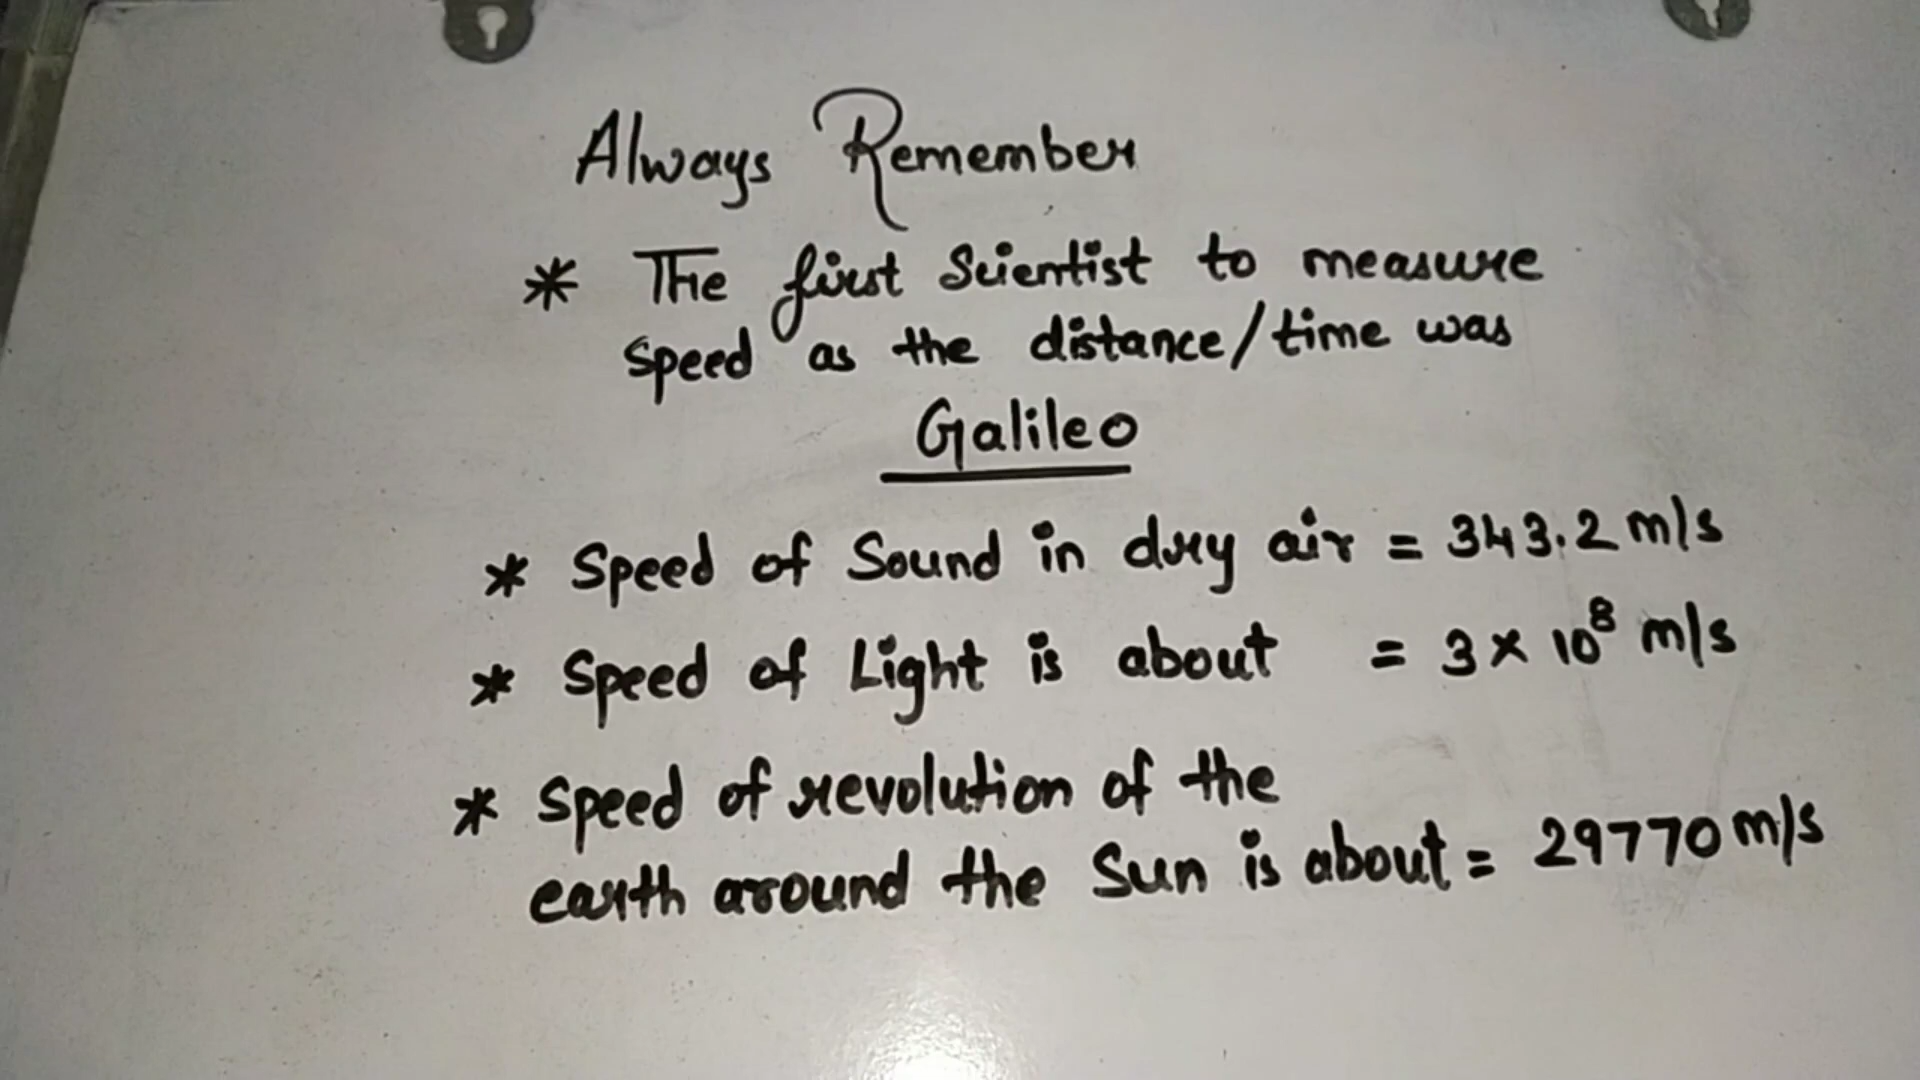 Always Remember
* The first Scientist to measure
speed as the distance/time was
Galileo
* Speed of Sound in dry air = 343.2 m/s
* Speed of Light is about = 3 × 10⁸ m/s
* Speed of revolution of the
earth around the Sun is about = 29770 m/s